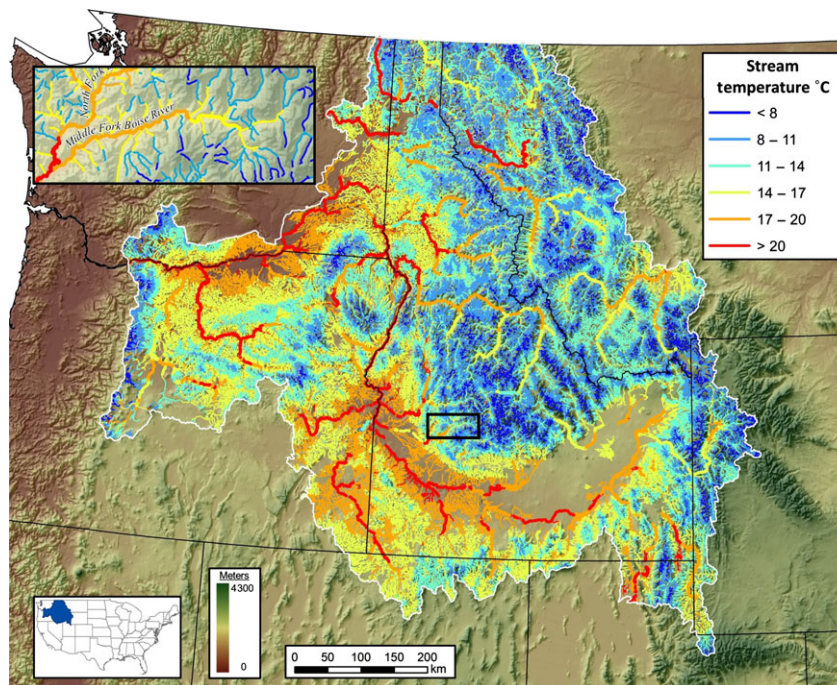 North Fork
Middle Fork Boise River
Stream
temperature ˚C
< 8
8 – 11
11 – 14
14 – 17
17 – 20
> 20
Meters
4300
0
0 50 100 150 200
km